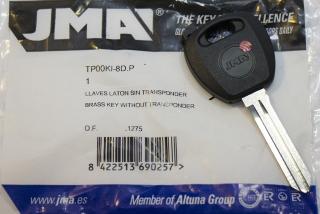 JMA
THE KEY EXCELLENCE
TP00KI-8D.P
1
LLAVES LATON SIN TRANSPONDER
BRASS KEY WITHOUT TRANSPONDER
D.F. .1275
8 422513 690257 >
JMA
www.jma.es
Member of Altuna Group